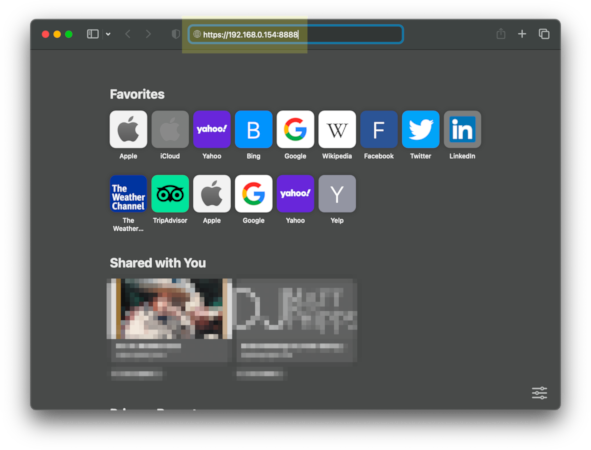 https://192.168.0.154:8888
Favorites
yahoo!
B
G
W
F
in
Apple
iCloud
Yahoo
Bing
Google
Wikipedia
Facebook
Twitter
LinkedIn
The
Weather
Channel
G
yahoo!
Y
The
Weather...
TripAdvisor
Apple
Google
Yahoo
Yelp
Shared with You